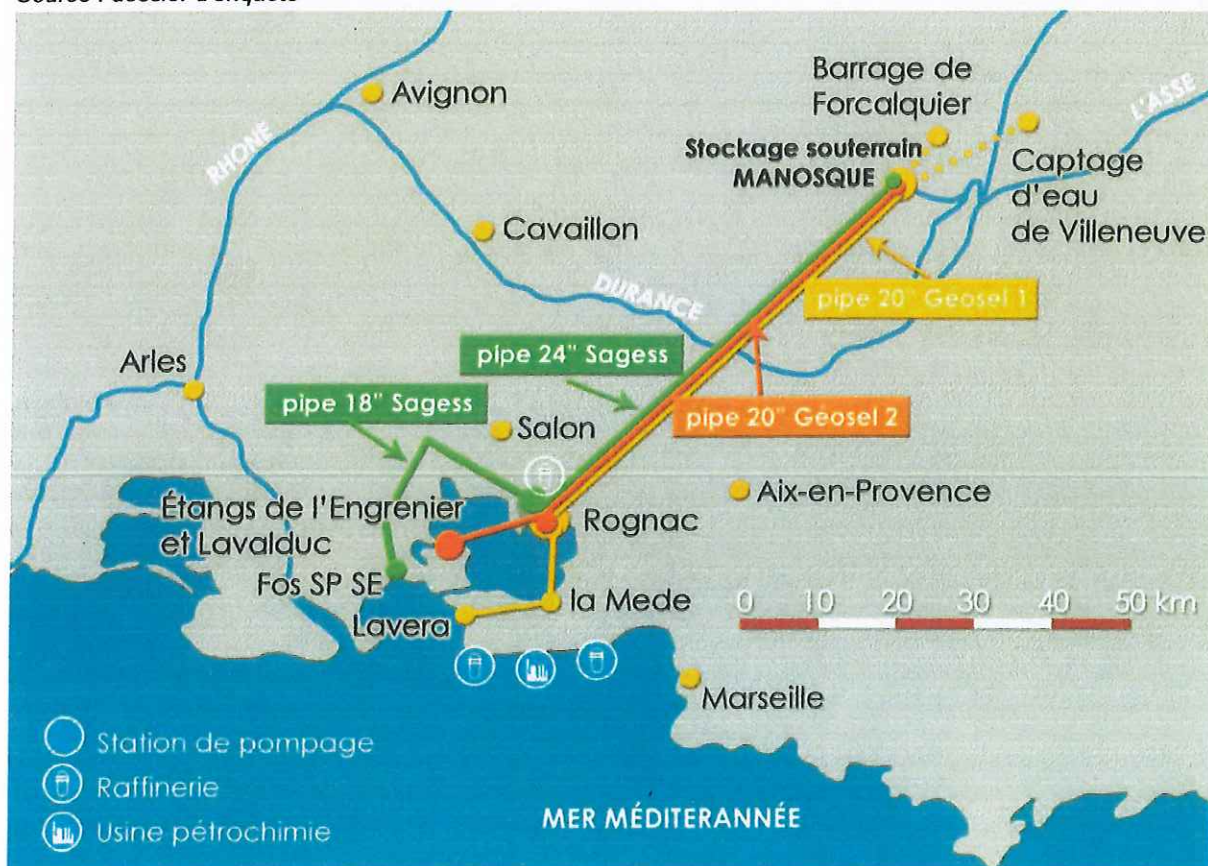 Source : dossier d'enquête
Avignon
Barrage de
Forcalquier
L'ASSE
RHONE
Stockage souterrain
MANOSQUE
Captage
d'eau
de Villeneuve
Cavaillon
DURANCE
pipe 20" Géosel 1
pipe 24" Sagess
Arles
pipe 18" Sagess
pipe 20" Géosel 2
Salon
Aix-en-Provence
Étangs de l'Engrenier
et Lavalduc
Rognac
Fos SP SE
la Mede
Lavera
0 10 20 30 40 50 km
Marseille
Station de pompage
Raffinerie
Usine pétrochimie
MER MÉDITERANNÉE